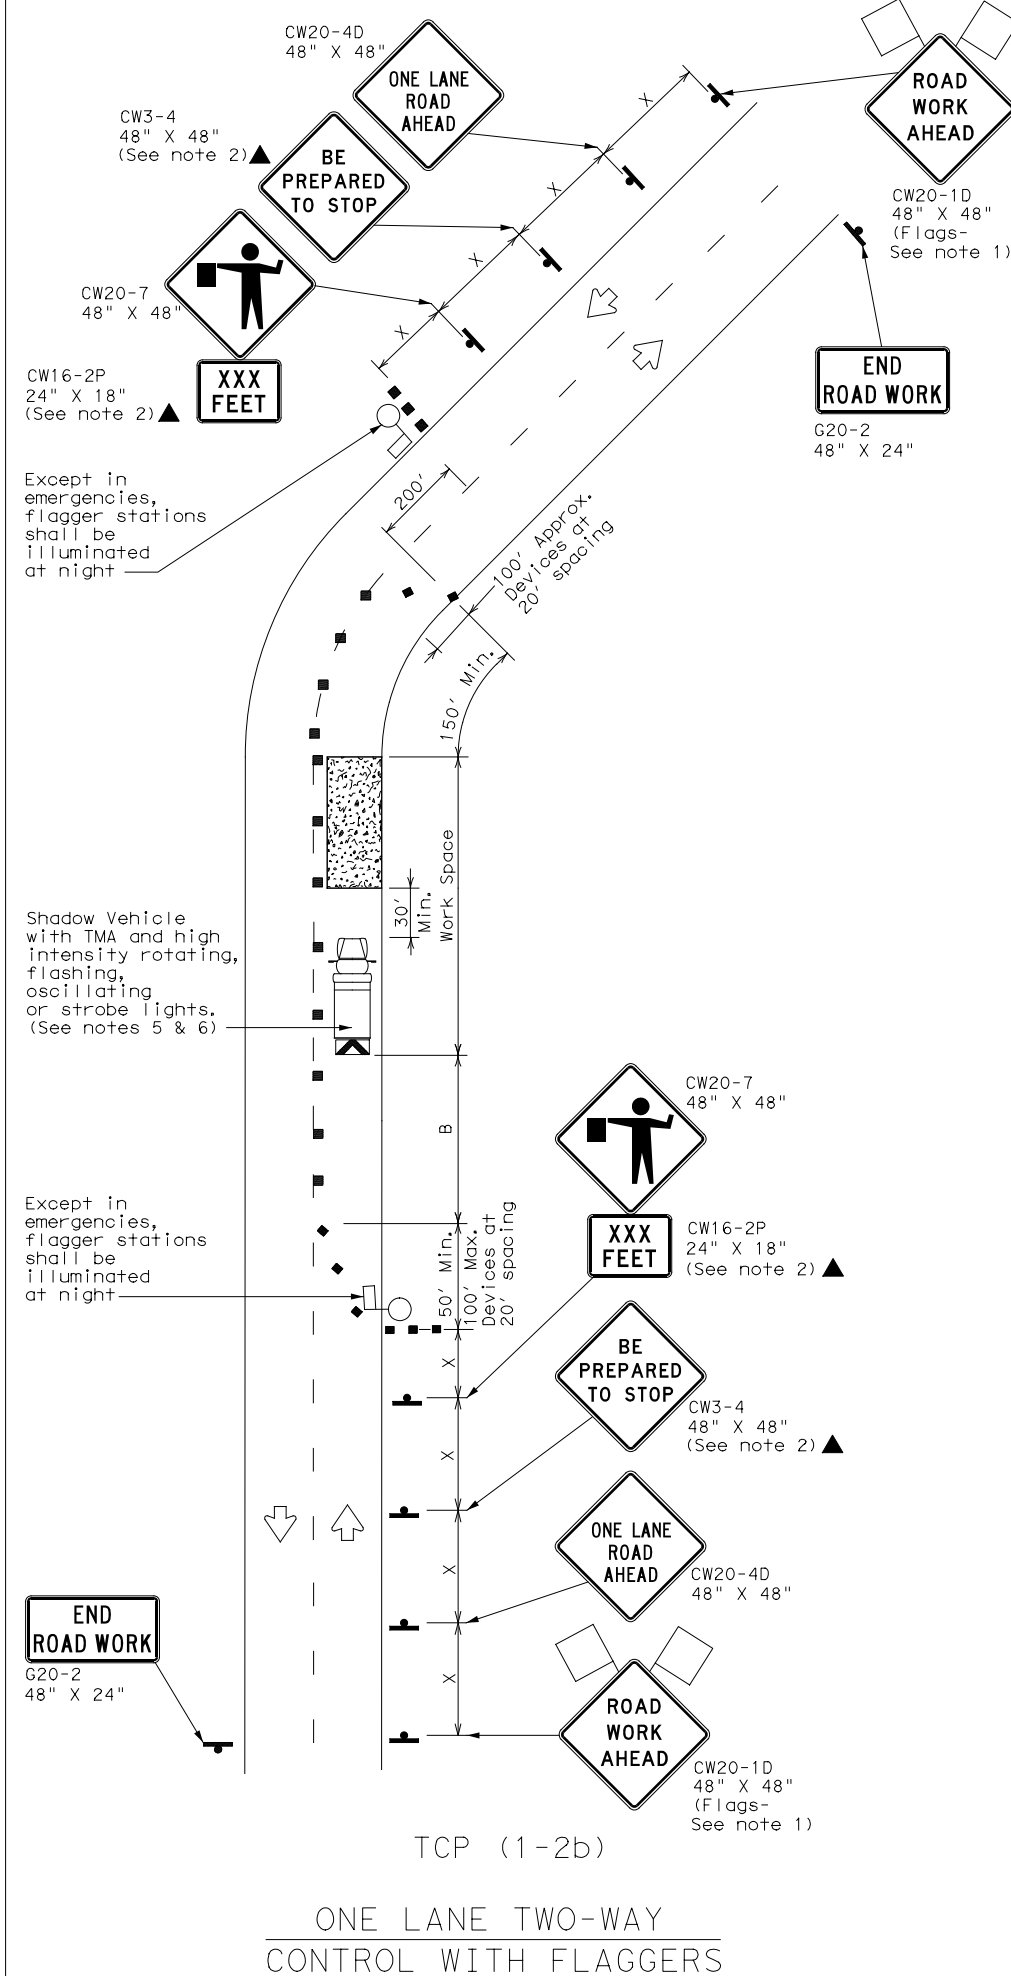 CW20-4D
48" X 48"
ONE LANE
ROAD
AHEAD
ROAD
WORK
AHEAD
CW20-1D
48" X 48"
(Flags-
See note 1)
CW3-4
48" X 48"
(See note 2)
BE
PREPARED
TO STOP
X
X
X
X
CW20-7
48" X 48"
CW16-2P
24" X 18"
(See note 2)
XXX
FEET
END
ROAD WORK
G20-2
48" X 24"
Except in
emergencies,
flagger stations
shall be
illuminated
at night
200'
100' Approx.
Devices at
20' spacing
150' Min.
Work Space
30'
Min.
Shadow Vehicle
with TMA and high
intensity rotating,
flashing,
oscillating
or strobe lights.
(See notes 5 & 6)
B
CW20-7
48" X 48"
XXX
FEET
CW16-2P
24" X 18"
(See note 2)
Except in
emergencies,
flagger stations
shall be
illuminated
at night
50' Min.
100' Max.
Devices at
20' spacing
X
X
X
X
BE
PREPARED
TO STOP
CW3-4
48" X 48"
(See note 2)
ONE LANE
ROAD
AHEAD
CW20-4D
48" X 48"
END
ROAD WORK
G20-2
48" X 24"
ROAD
WORK
AHEAD
CW20-1D
48" X 48"
(Flags-
See note 1)
TCP (1-2b)
ONE LANE TWO-WAY
CONTROL WITH FLAGGERS